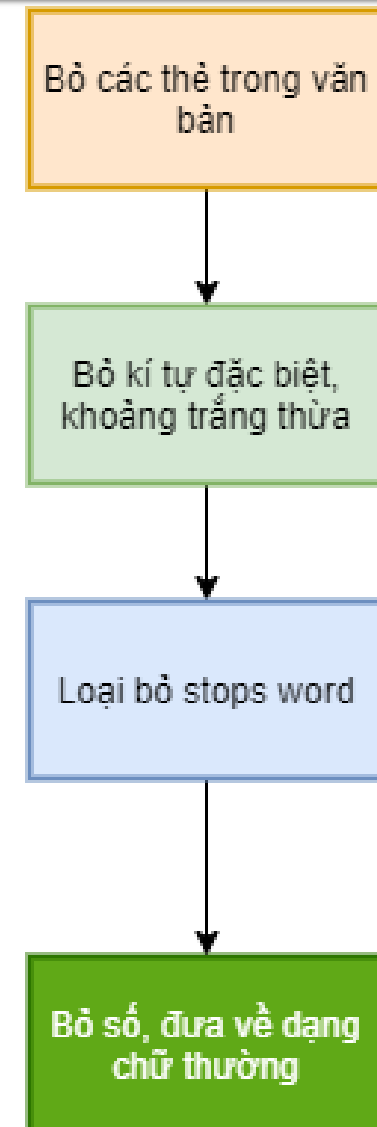 Bỏ các thẻ trong văn
bản
Bỏ kí tự đặc biệt,
khoảng trắng thừa
Loại bỏ stops word
Bỏ số, đưa về dạng
chữ thường